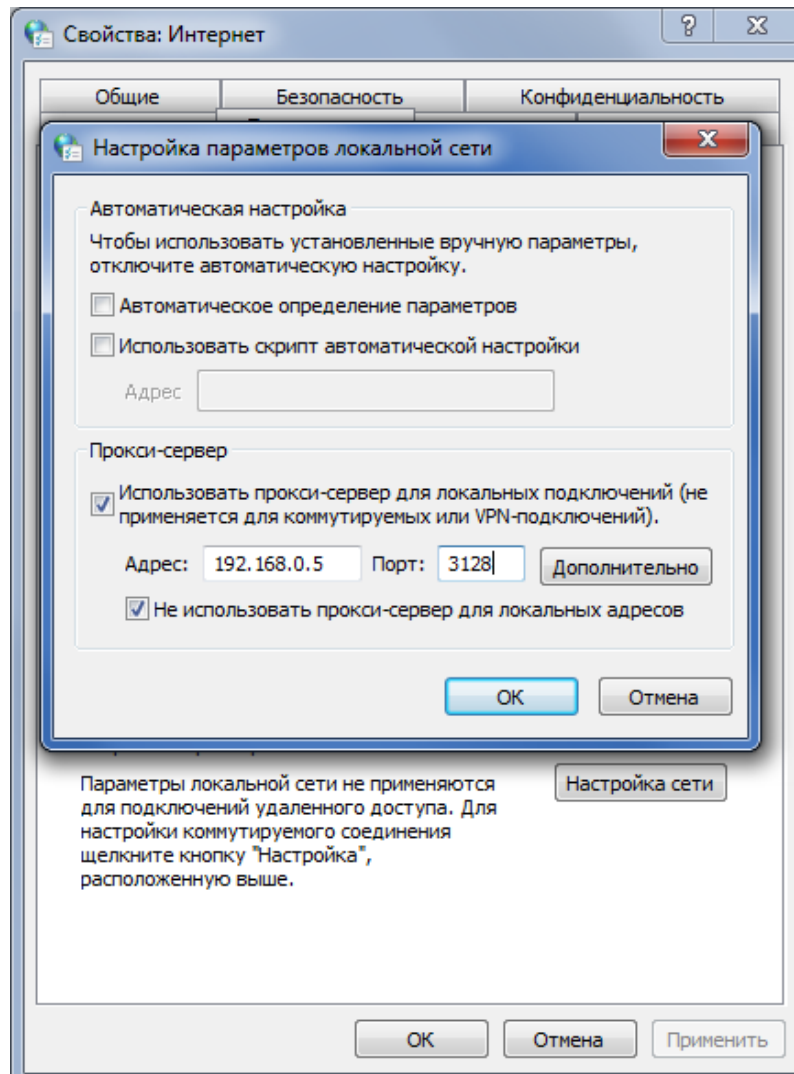 Свойства: Интернет
Общие
Безопасность
Конфиденциальность
Настройка параметров локальной сети
Автоматическая настройка
Чтобы использовать установленные вручную параметры,
отключите автоматическую настройку.
Автоматическое определение параметров
Использовать скрипт автоматической настройки
Адрес
Прокси-сервер
Использовать прокси-сервер для локальных подключений (не
применяется для коммутируемых или VPN-подключений).
Адрес: 192.168.0.5 Порт: 3128 Дополнительно
Не использовать прокси-сервер для локальных адресов
ОК Отмена
Параметры локальной сети не применяются
для подключений удаленного доступа. Для
настройки коммутируемого соединения
щелкните кнопку "Настройка",
расположенную выше.
Настройка сети
ОК Отмена Применить